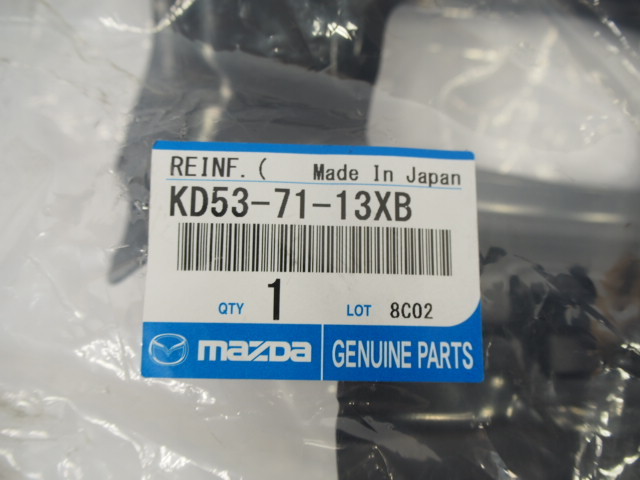 REINF.( Made In Japan
KD53-71-13XB
QTY 1 LOT 8C02
mazda GENUINE PARTS